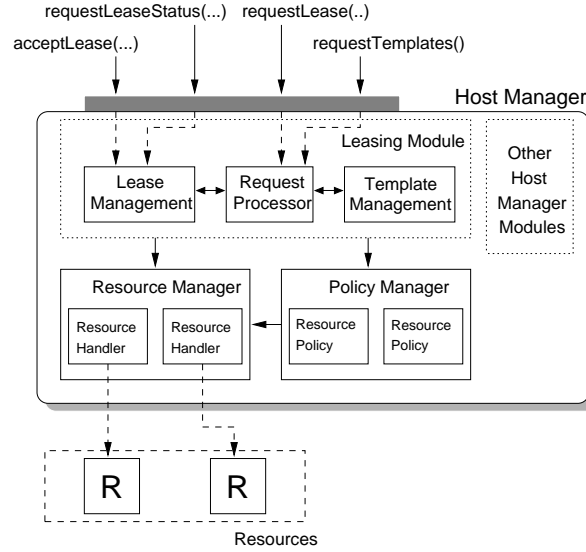 requestLeaseStatus(...)
requestLease(..)
acceptLease(...)
requestTemplates()
Host Manager
Leasing Module
Lease
Management
Request
Processor
Template
Management
Other
Host
Manager
Modules
Resource Manager
Resource
Handler
Resource
Handler
Policy Manager
Resource
Policy
Resource
Policy
R
R
Resources